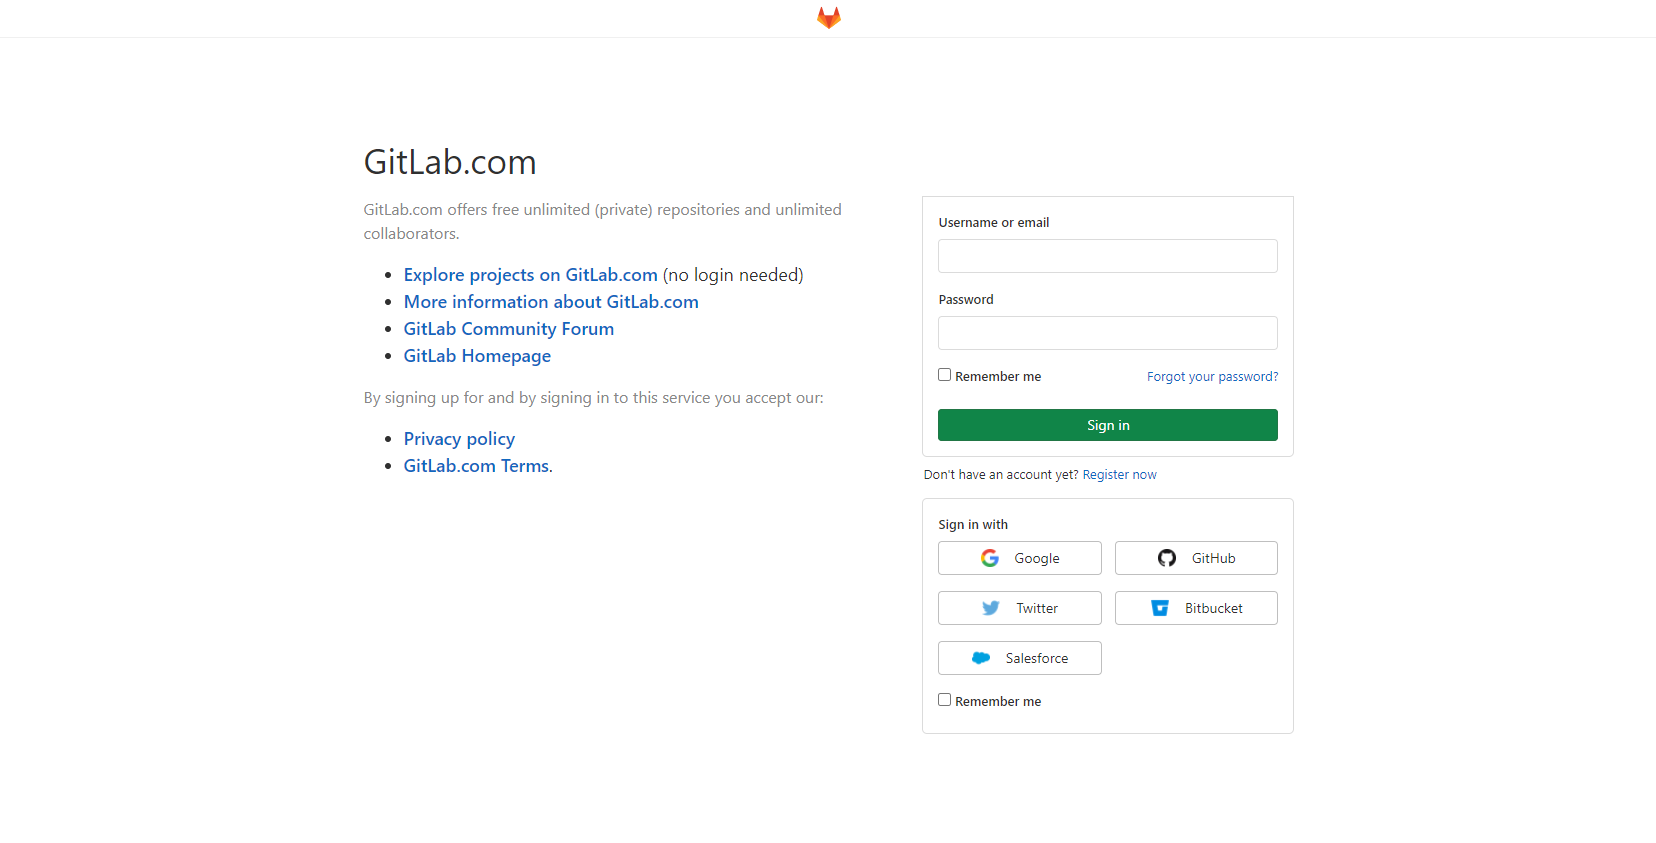 GitLab.com
GitLab.com offers free unlimited (private) repositories and unlimited
collaborators.
Explore projects on GitLab.com (no login needed)
More information about GitLab.com
GitLab Community Forum
GitLab Homepage
By signing up for and by signing in to this service you accept our:
Privacy policy
GitLab.com Terms.
Username or email
Password
Remember me
Forgot your password?
Sign in
Don't have an account yet? Register now
Sign in with
Google
GitHub
Twitter
Bitbucket
Salesforce
Remember me